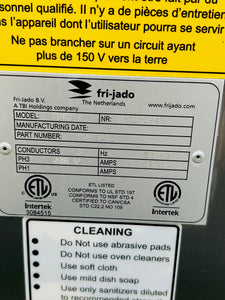 personnel qualifié. Il n'y a
de pièces d'entretien
dont l'utilisateur pourra se servir
Ne pas brancher sur un circuit ayant
plus de 150 V vers la terre
fri-jado
Fri-Jado B.V.
The Netherlands
www.frijado.com
A TBI Holdings company
MODEL:
NR:
MANUFACTURING DATE:
PART NUMBER:
CONDUCTORS
Hz
PH3
AMPS
PH1
AMPS
ETL LISTED
CONFORMS TO UL STD 197
CONFORMS TO NSF STD 4
CERTIFIED TO CAN/CSA
STD C22.2 NO 109
Intertek
3084515
Intertek
CLEANING
Do Not use abrasive pads
Do Not use oven cleaners
Use soft cloth
Use mild dish soap
Use only sanitizers diluted
to recommended